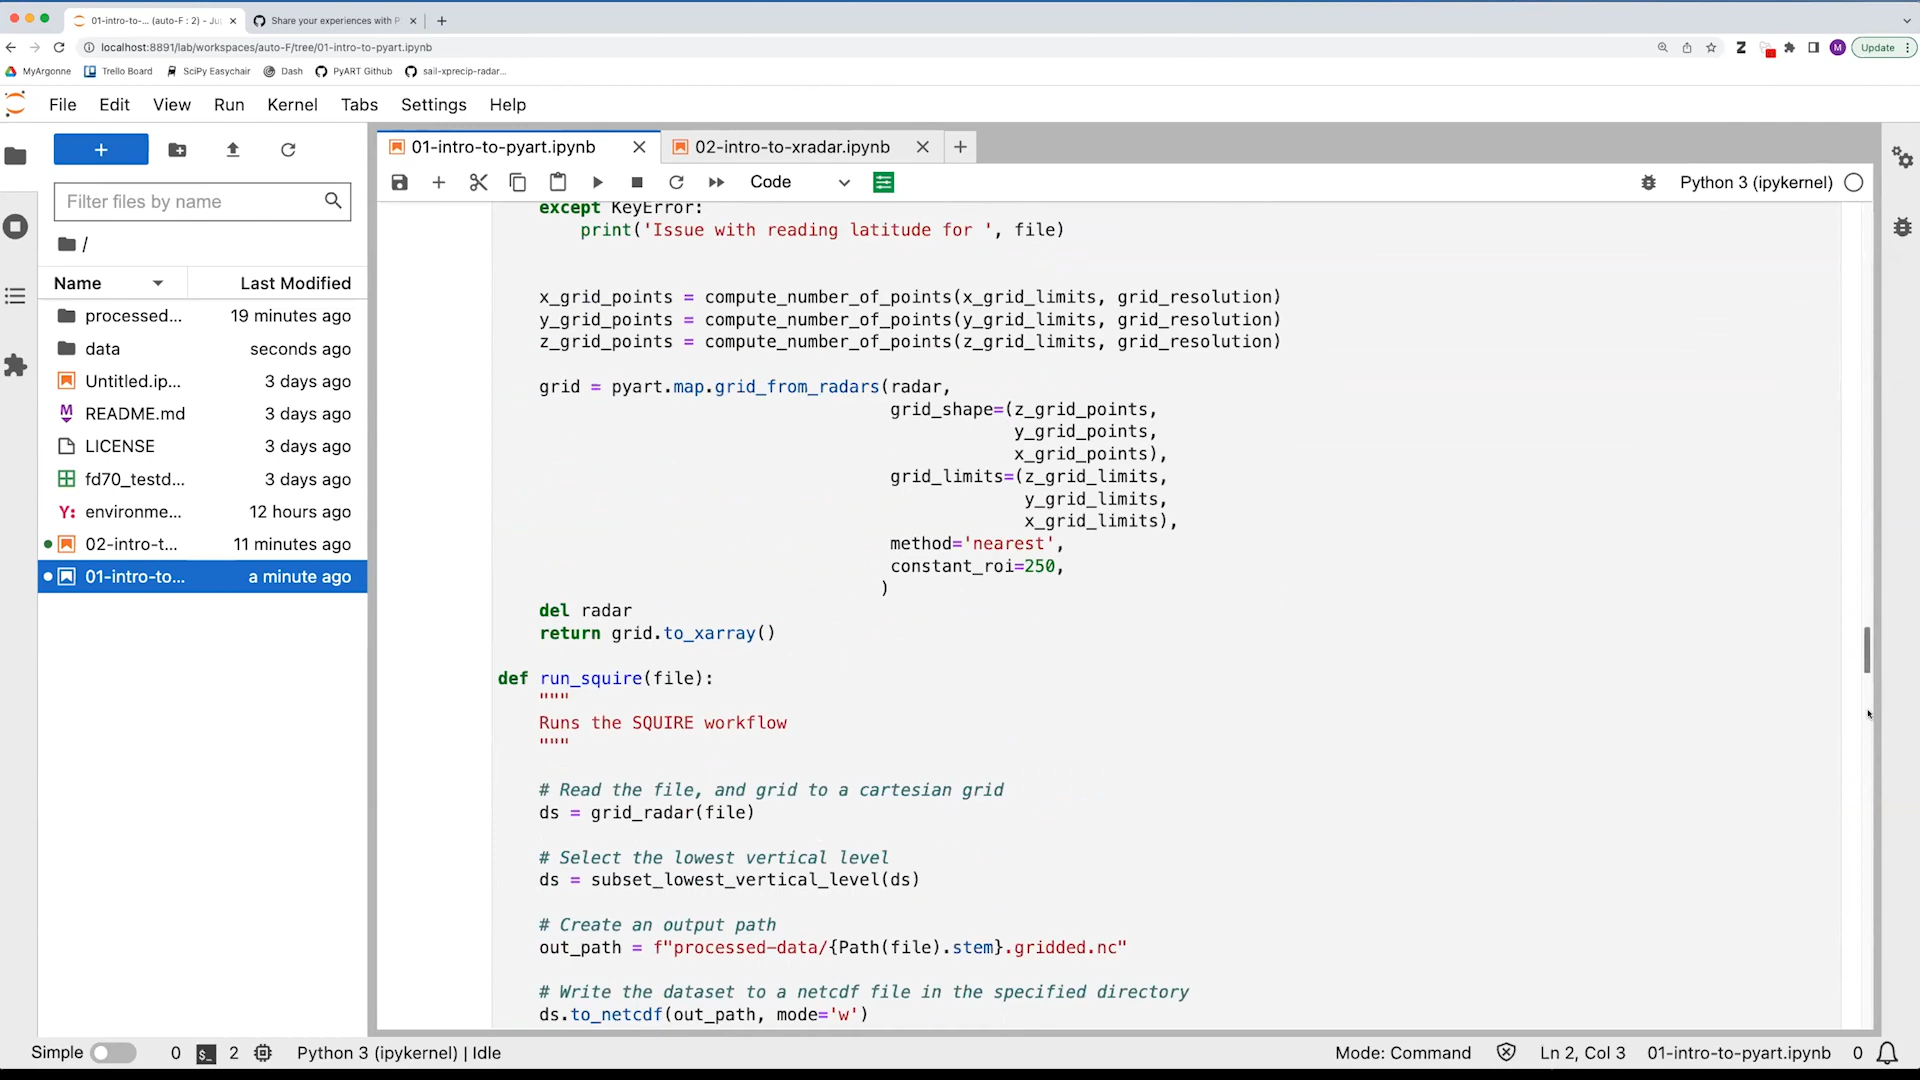 01-intro-to-... (auto-F : 2) - Ju
Share your experiences with P
localhost:8891/lab/workspaces/auto-F/tree/01-intro-to-pyart.ipynb
Z
M
Update
MyArgonne
Trello Board
SciPy Easychair
Dash
PyART Github
sail-xprecip-radar...
File Edit View Run Kernel Tabs Settings Help
01-intro-to-pyart.ipynb
02-intro-to-xradar.ipynb
Code
Python 3 (ipykernel)
Filter files by name
/
Name
Last Modified
processed... 19 minutes ago
data seconds ago
Untitled.ip... 3 days ago
README.md 3 days ago
LICENSE 3 days ago
fd70_testd... 3 days ago
Y: environme... 12 hours ago
02-intro-t... 11 minutes ago
01-intro-to... a minute ago
except KeyError:
print('Issue with reading latitude for ', file)
x_grid_points = compute_number_of_points(x_grid_limits, grid_resolution)
y_grid_points = compute_number_of_points(y_grid_limits, grid_resolution)
z_grid_points = compute_number_of_points(z_grid_limits, grid_resolution)
grid = pyart.map.grid_from_radars(radar,
grid_shape=(z_grid_points,
y_grid_points,
x_grid_points),
grid_limits=(z_grid_limits,
y_grid_limits,
x_grid_limits),
method='nearest',
constant_roi=250,
)
del radar
return grid.to_xarray()
def run_squire(file):
"""
Runs the SQUIRE workflow
"""
# Read the file, and grid to a cartesian grid
ds = grid_radar(file)
# Select the lowest vertical level
ds = subset_lowest_vertical_level(ds)
# Create an output path
out_path = f"processed-data/{Path(file).stem}.gridded.nc"
# Write the dataset to a netcdf file in the specified directory
ds.to_netcdf(out_path, mode='w')
Simple
0
2
Python 3 (ipykernel) | Idle
Mode: Command
Ln 2, Col 3
01-intro-to-pyart.ipynb
0